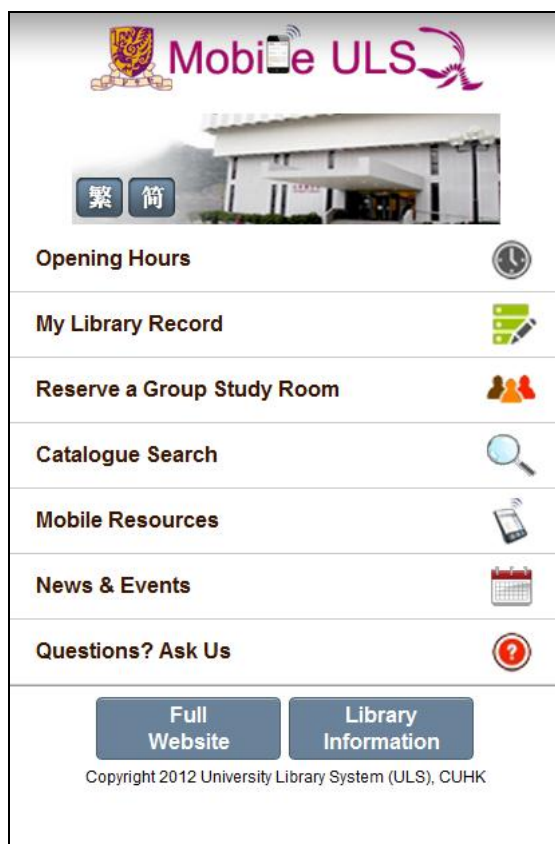 Mobile ULS
繁 简
Opening Hours
My Library Record
Reserve a Group Study Room
Catalogue Search
Mobile Resources
News & Events
Questions? Ask Us
Full Website
Library Information
Copyright 2012 University Library System (ULS), CUHK